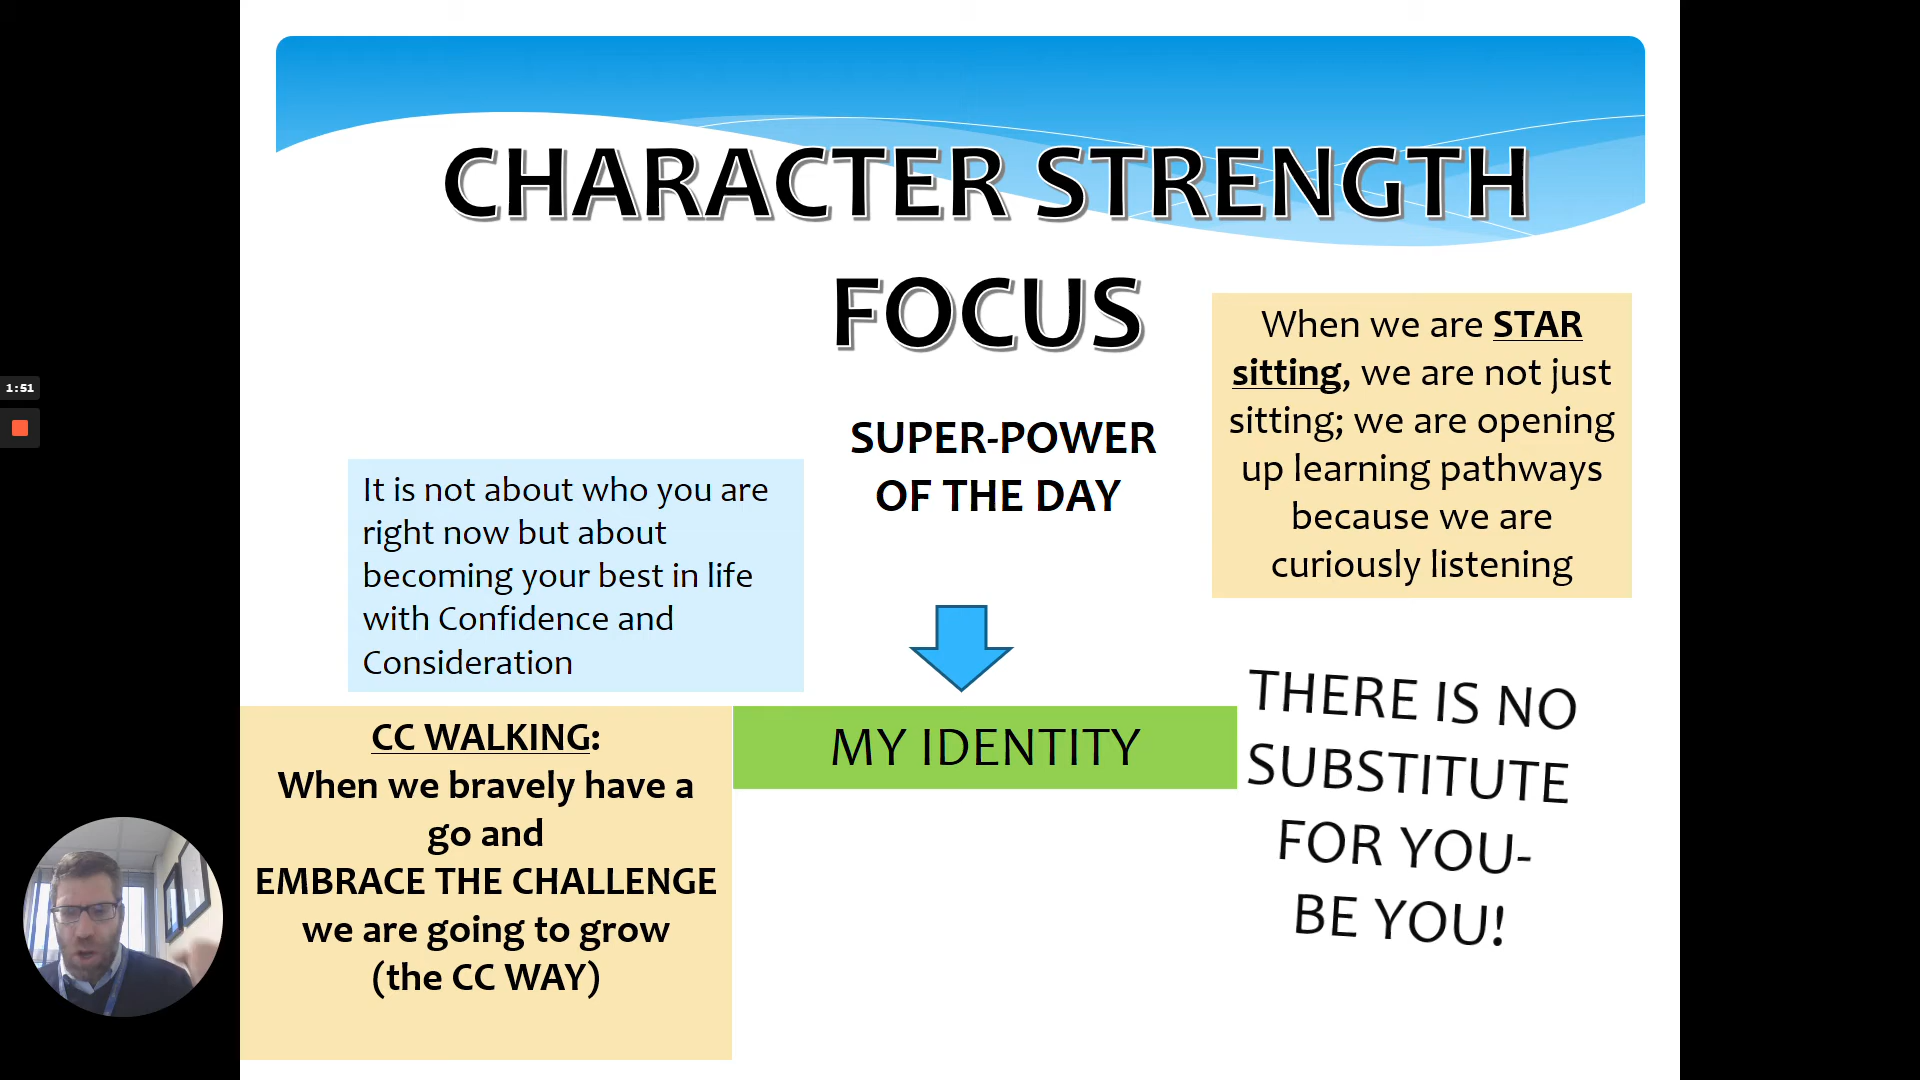 CHARACTER STRENGTH
FOCUS
When we are STAR
sitting, we are not just
sitting; we are opening
up learning pathways
because we are
curiously listening
SUPER-POWER
OF THE DAY
It is not about who you are
right now but about
becoming your best in life
with Confidence and
Consideration
1:51
MY IDENTITY
THERE IS NO
SUBSTITUTE
FOR YOU-
BE YOU!
CC WALKING:
When we bravely have a
go and
EMBRACE THE CHALLENGE
we are going to grow
(the CC WAY)